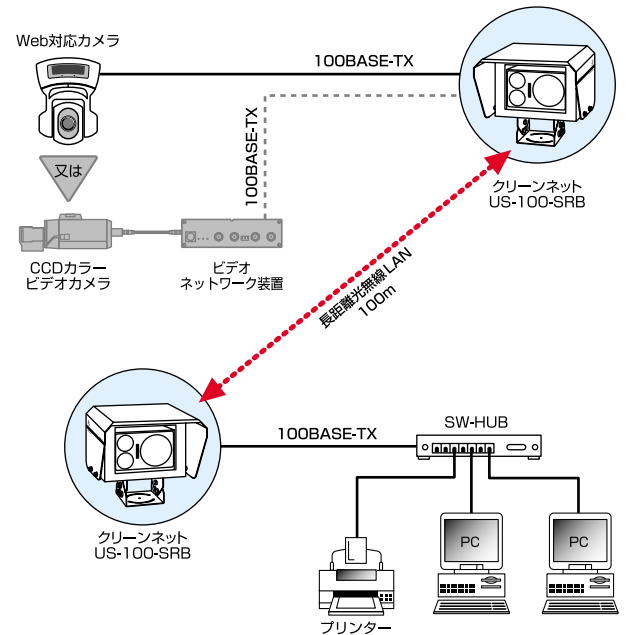 Web対応カメラ
100BASE-TX
100BASE-TX
又は
クリーンネット
US-100-SRB
CCDカラー
ビデオカメラ
ビデオ
ネットワーク装置
長距離光無線LAN
100m
100BASE-TX
SW-HUB
クリーンネット
US-100-SRB
PC
PC
プリンター